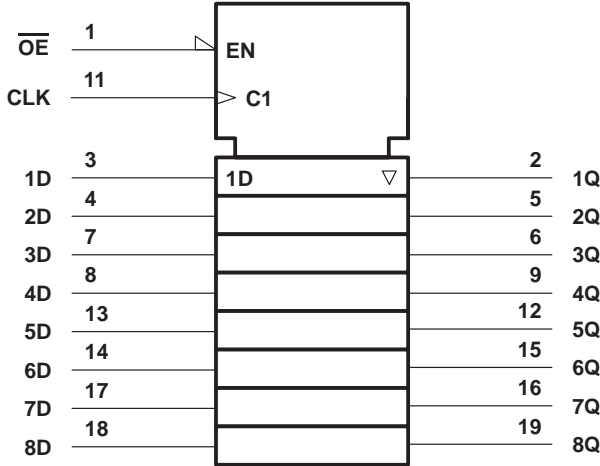 OE 1 EN
CLK 11 C1
1D 3 1D 2 1Q
2D 4 5 2Q
3D 7 6 3Q
4D 8 9 4Q
5D 13 12 5Q
6D 14 15 6Q
7D 17 16 7Q
8D 18 19 8Q